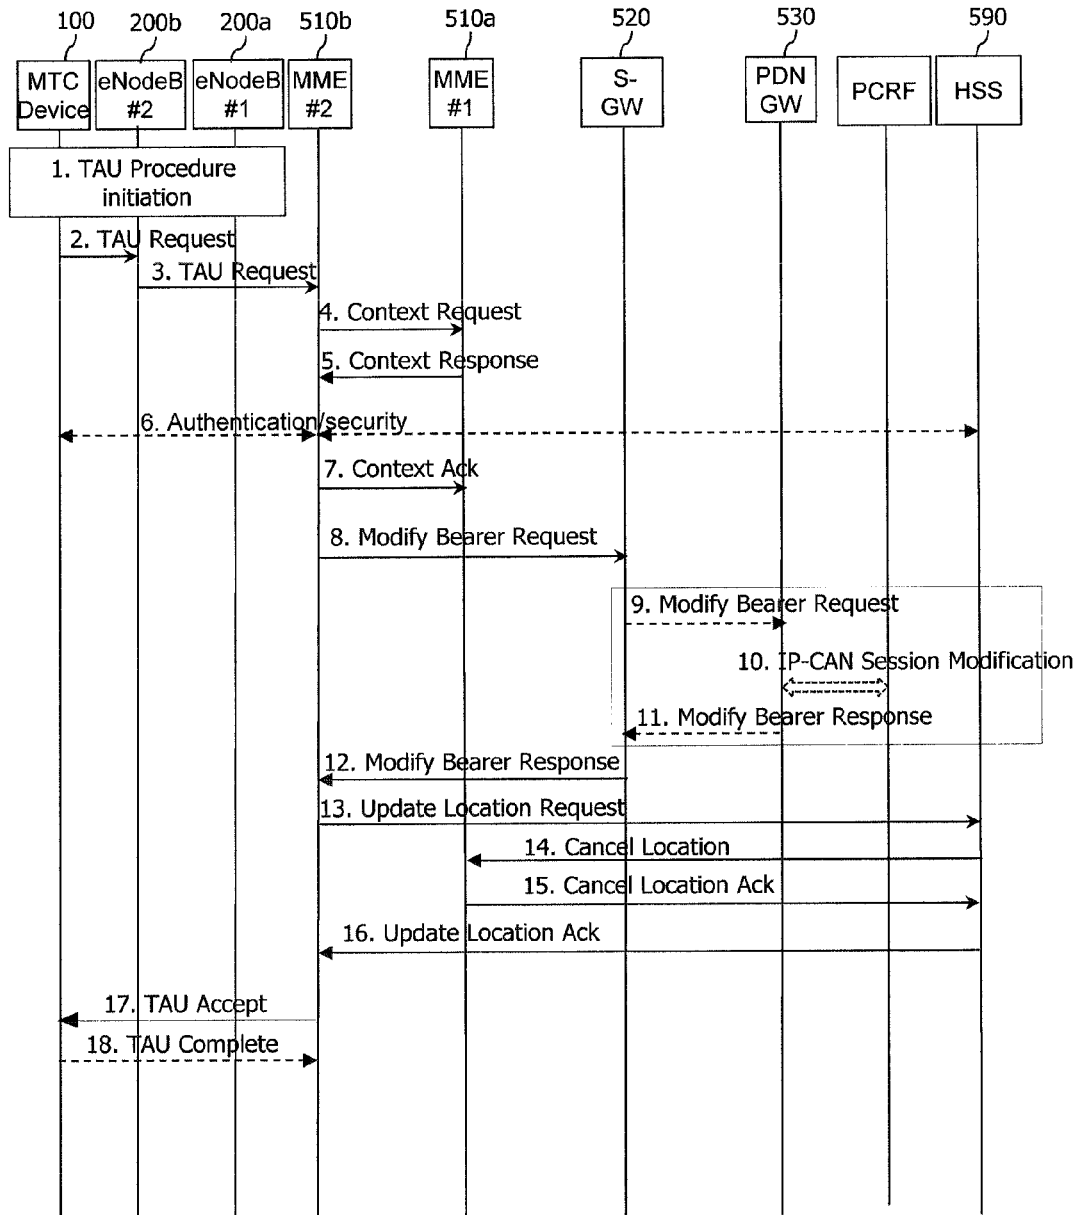 100
200b
200a
510b
510a
520
530
590
MTC
Device
eNodeB
#2
eNodeB
#1
MME
#2
MME
#1
S-
GW
PDN
GW
PCRF
HSS
1. TAU Procedure
initiation
2. TAU Request
3. TAU Request
4. Context Request
5. Context Response
6. Authentication/security
7. Context Ack
8. Modify Bearer Request
9. Modify Bearer Request
10. IP-CAN Session Modification
11. Modify Bearer Response
12. Modify Bearer Response
13. Update Location Request
14. Cancel Location
15. Cancel Location Ack
16. Update Location Ack
17. TAU Accept
18. TAU Complete